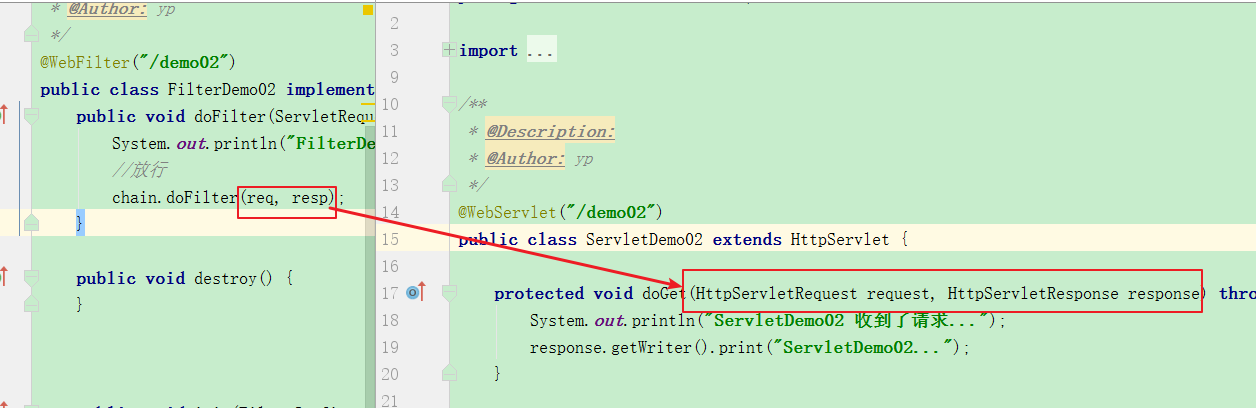 * @Author: yp
*/
@WebFilter("/demo02")
public class FilterDemo02 implement
public void doFilter(ServletRequ
System.out.println("FilterDe
//放行
chain.doFilter(req, resp);
}
public void destroy() {
}
2
3 import ...
9
10 /**
11 * @Description:
12 * @Author: yp
13 */
14 @WebServlet("/demo02")
15 public class ServletDemo02 extends HttpServlet {
16
17 protected void doGet(HttpServletRequest request, HttpServletResponse response) thro
18 System.out.println("ServletDemo02 收到了请求...");
19 response.getWriter().print("ServletDemo02...");
20 }
21